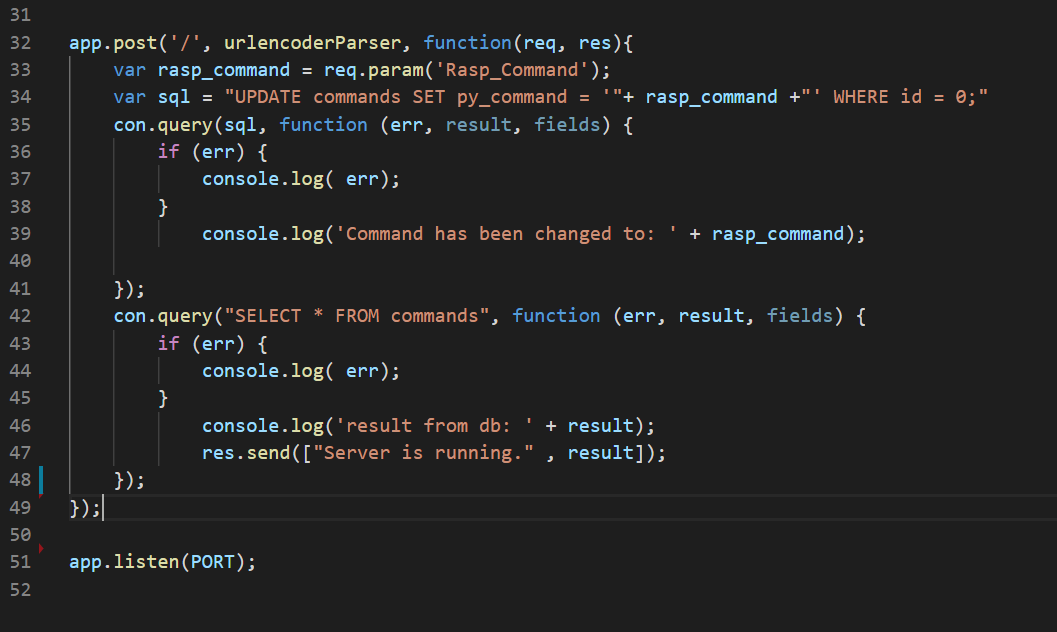 31
32 app.post('/', urlencoderParser, function(req, res){
33     var rasp_command = req.param('Rasp_Command');
34     var sql = "UPDATE commands SET py_command = '"+ rasp_command +"' WHERE id = 0;"
35     con.query(sql, function (err, result, fields) {
36         if (err) {
37             console.log( err);
38         }
39             console.log('Command has been changed to: ' + rasp_command);
40
41     });
42     con.query("SELECT * FROM commands", function (err, result, fields) {
43         if (err) {
44             console.log( err);
45         }
46             console.log('result from db: ' + result);
47             res.send(["Server is running." , result]);
48     });
49 });
50
51 app.listen(PORT);
52